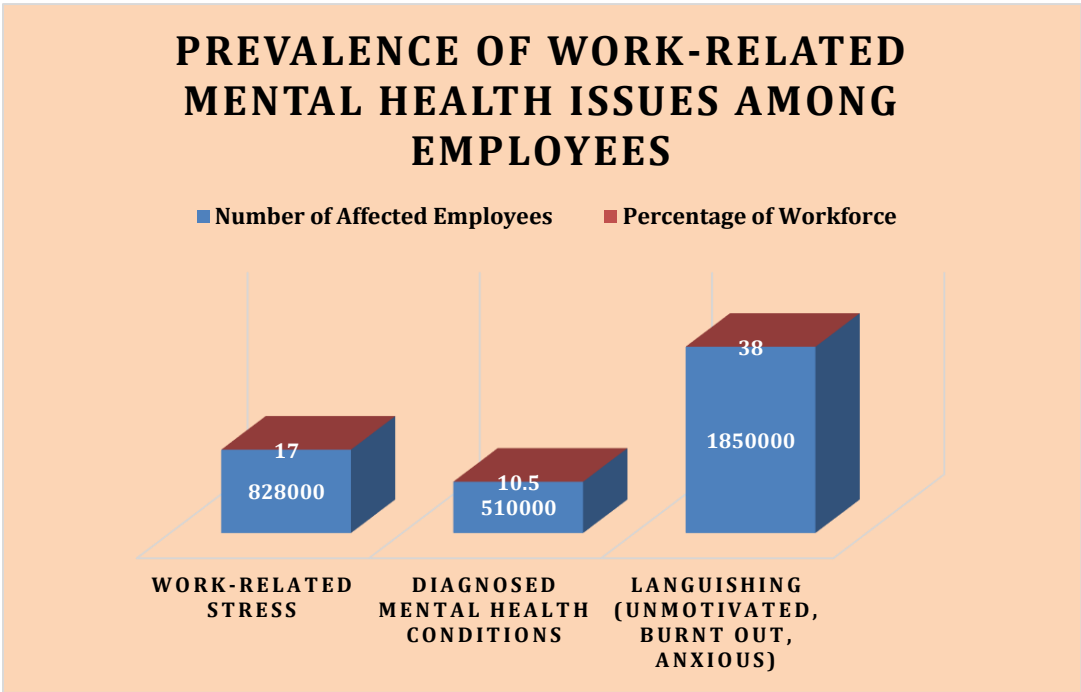 PREVALENCE OF WORK-RELATED
MENTAL HEALTH ISSUES AMONG
EMPLOYEES
Number of Affected Employees Percentage of Workforce
38
1850000
17
828000
10.5
510000
WORK-RELATED
STRESS
DIAGNOSED
MENTAL HEALTH
CONDITIONS
LANGUISHING
(UNMOTIVATED,
BURNT OUT,
ANXIOUS)